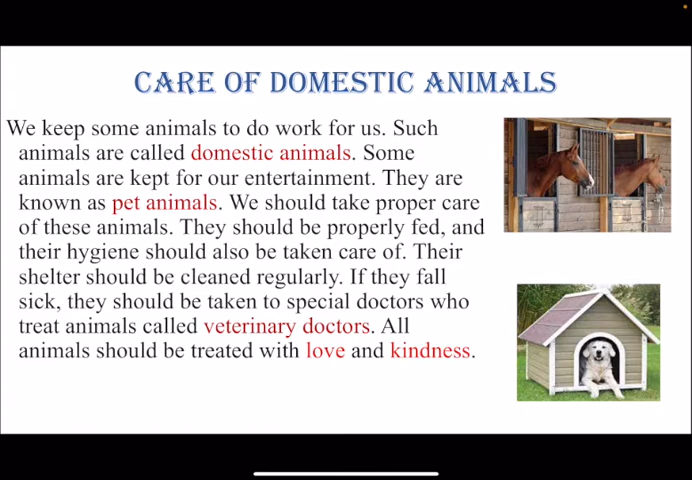 CARE OF DOMESTIC ANIMALS
We keep some animals to do work for us. Such
animals are called domestic animals. Some
animals are kept for our entertainment. They are
known as pet animals. We should take proper care
of these animals. They should be properly fed, and
their hygiene should also be taken care of. Their
shelter should be cleaned regularly. If they fall
sick, they should be taken to special doctors who
treat animals called veterinary doctors. All
animals should be treated with love and kindness.